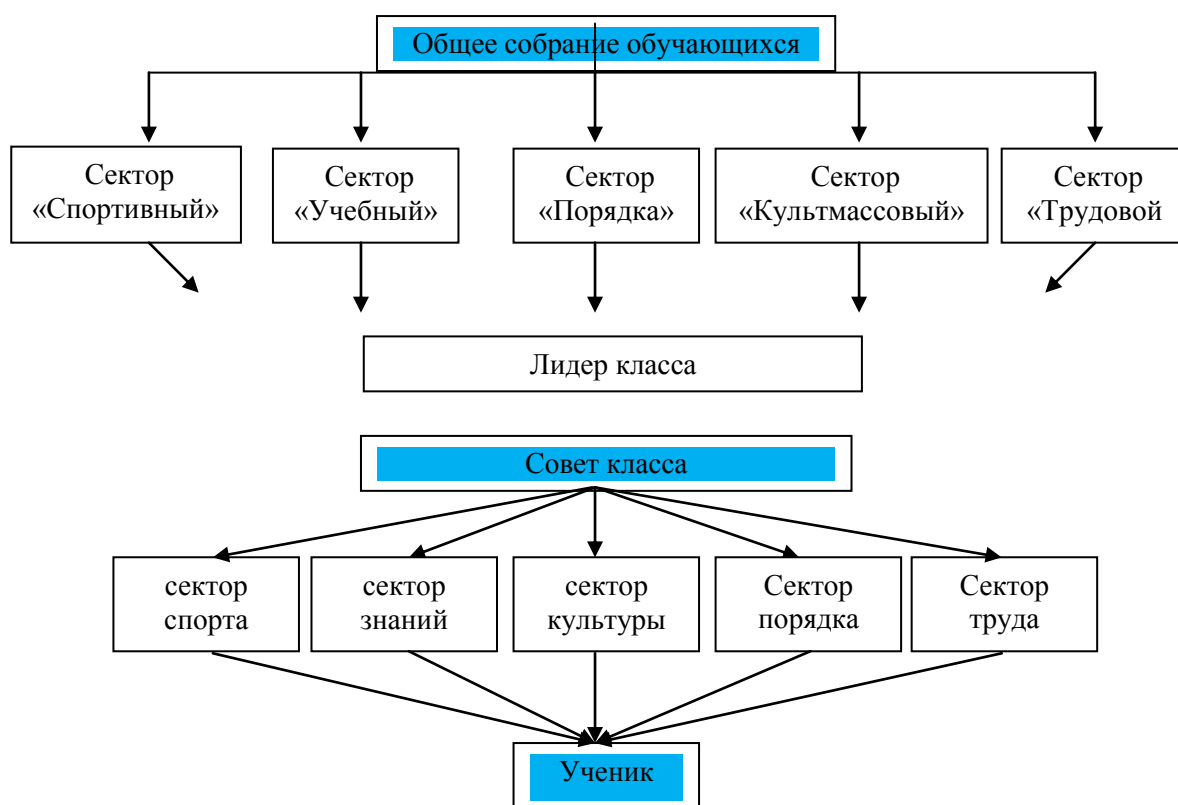 Общее собрание обучающихся
Сектор
«Спортивный»
Сектор
«Учебный»
Сектор
«Порядка»
Сектор
«Культмассовый»
Сектор
«Трудовой
Лидер класса
Совет класса
сектор
спорта
сектор
знаний
сектор
культуры
Сектор
порядка
Сектор
труда
Ученик